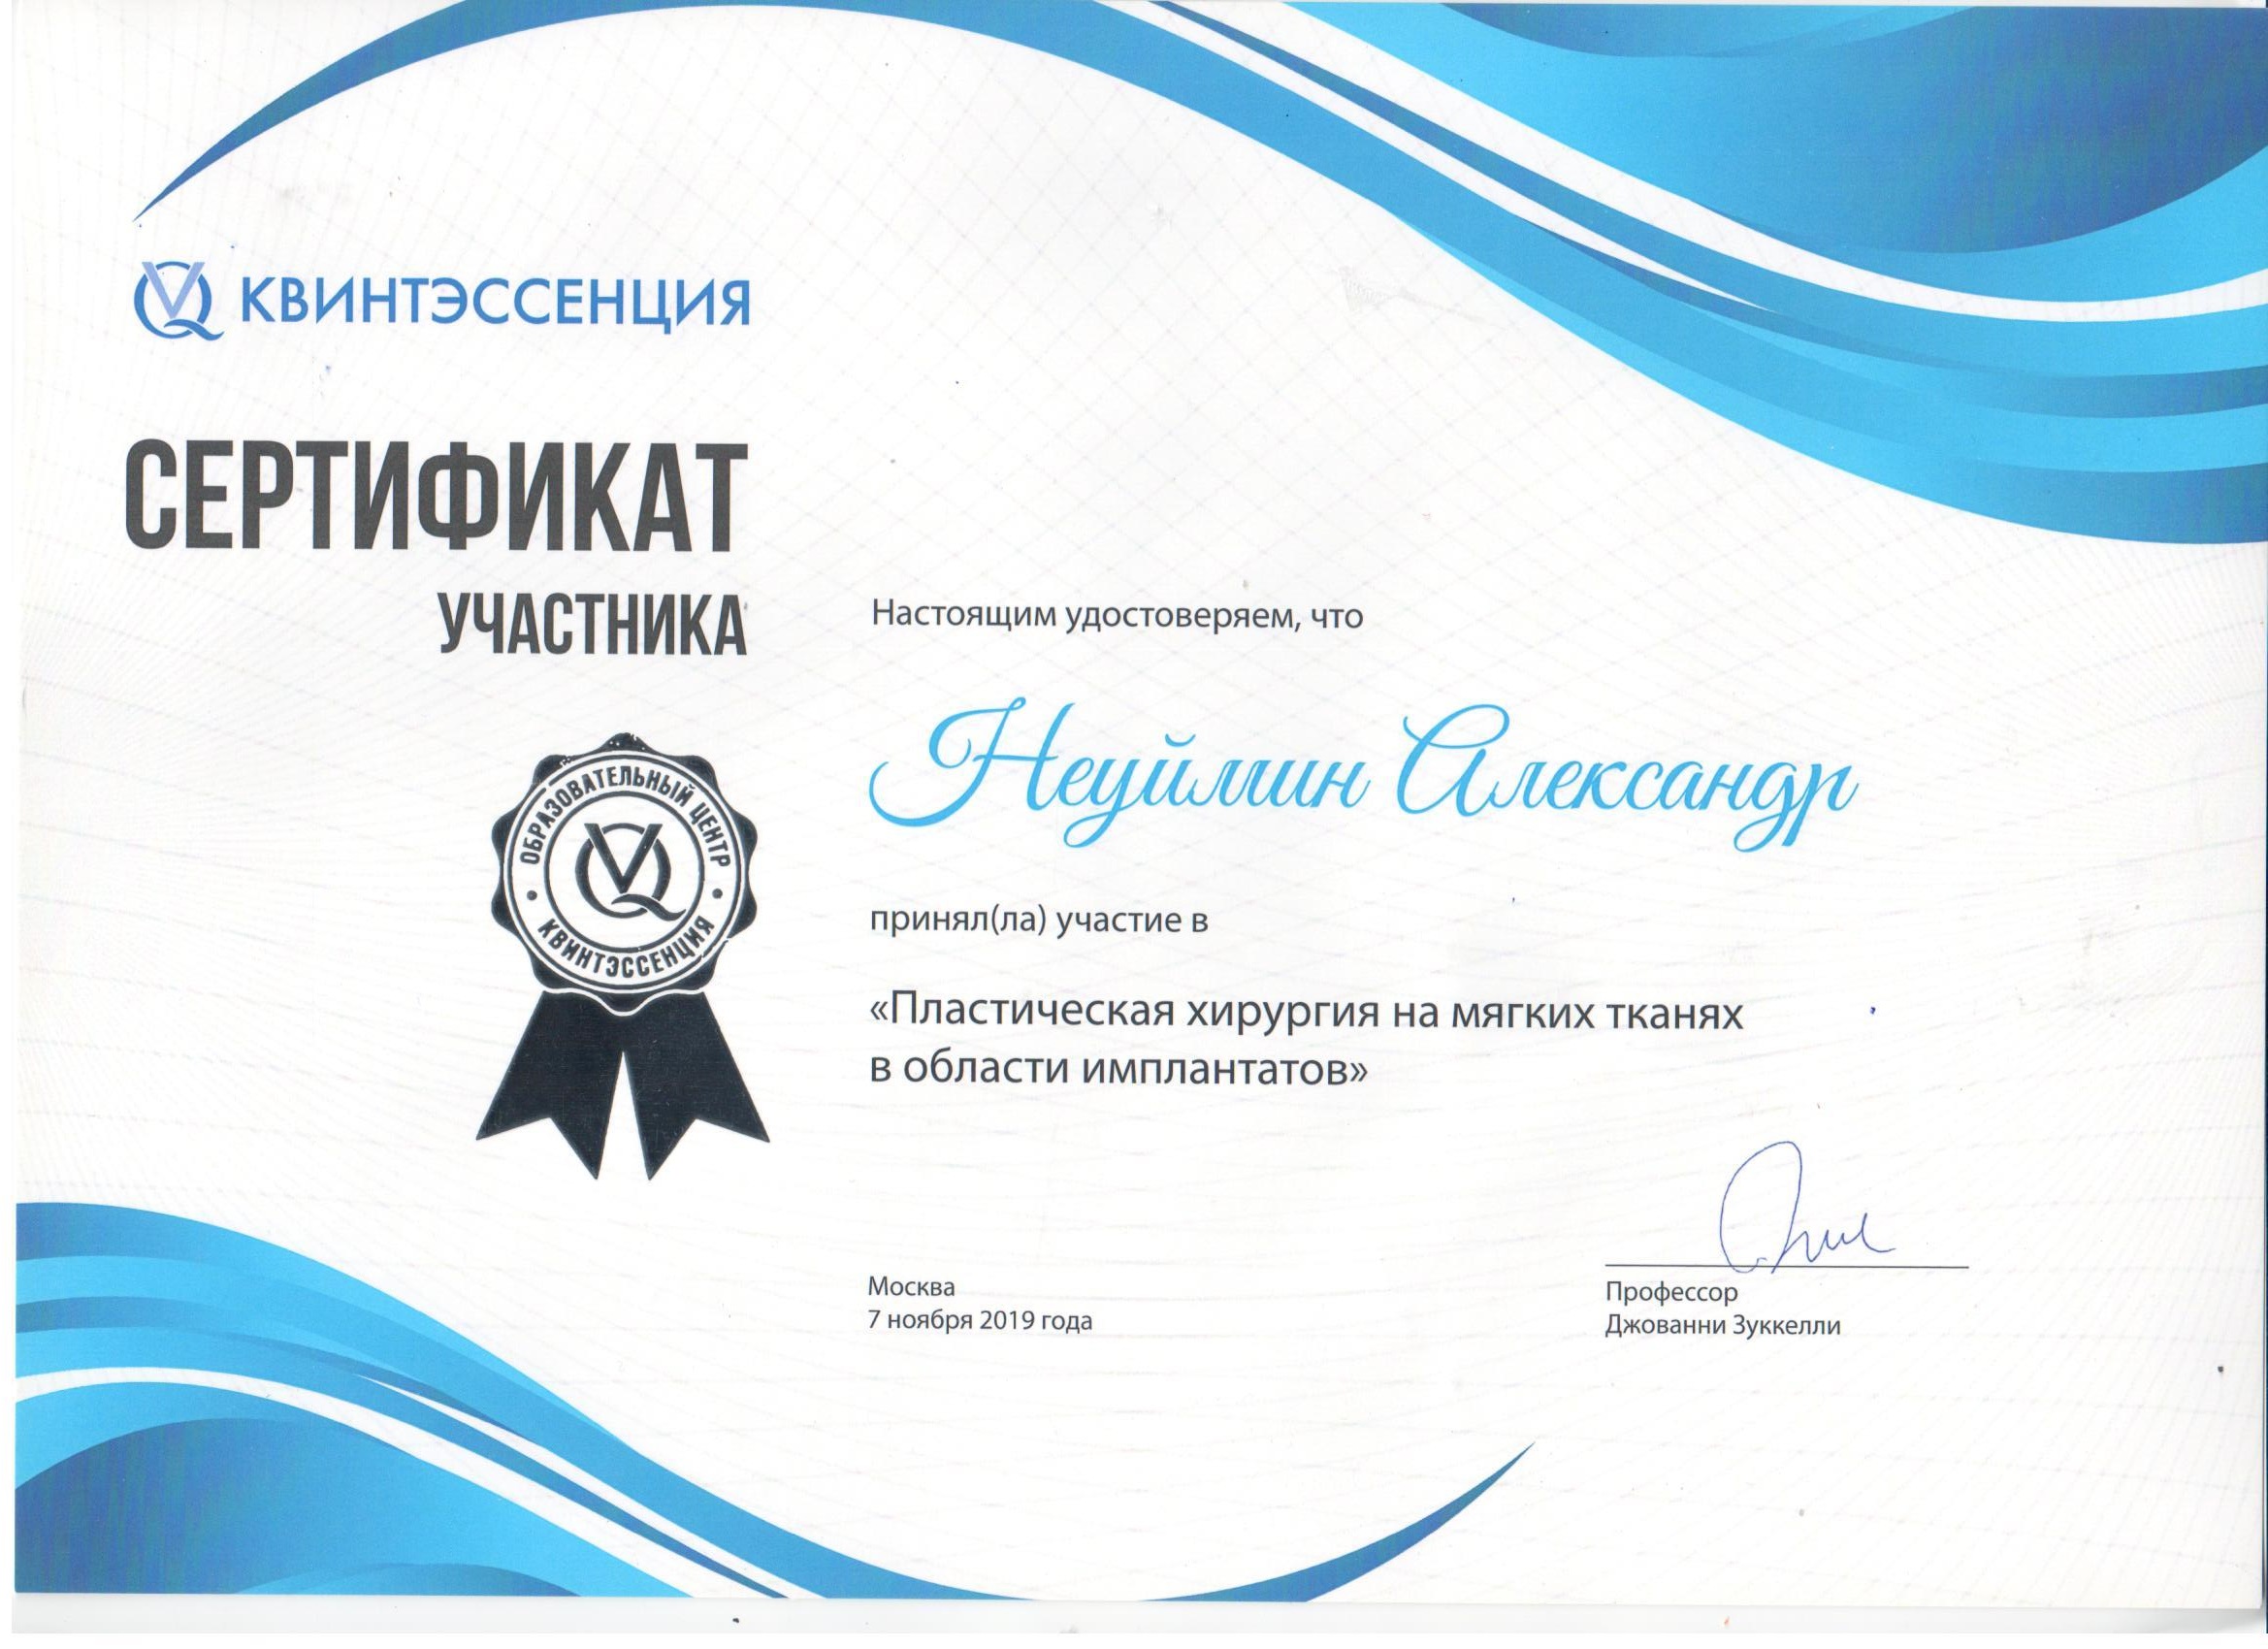 КВИНТЭССЕНЦИЯ
СЕРТИФИКАТ
УЧАСТНИКА
ОБРАЗОВАТЕЛЬНЫЙ ЦЕНТР
КВИНТЭССЕНЦИЯ
Настоящим удостоверяем, что
Неуймин Александр
принял(ла) участие в
«Пластическая хирургия на мягких тканях
в области имплантатов»
Москва
7 ноября 2019 года
Профессор
Джованни Зуккелли